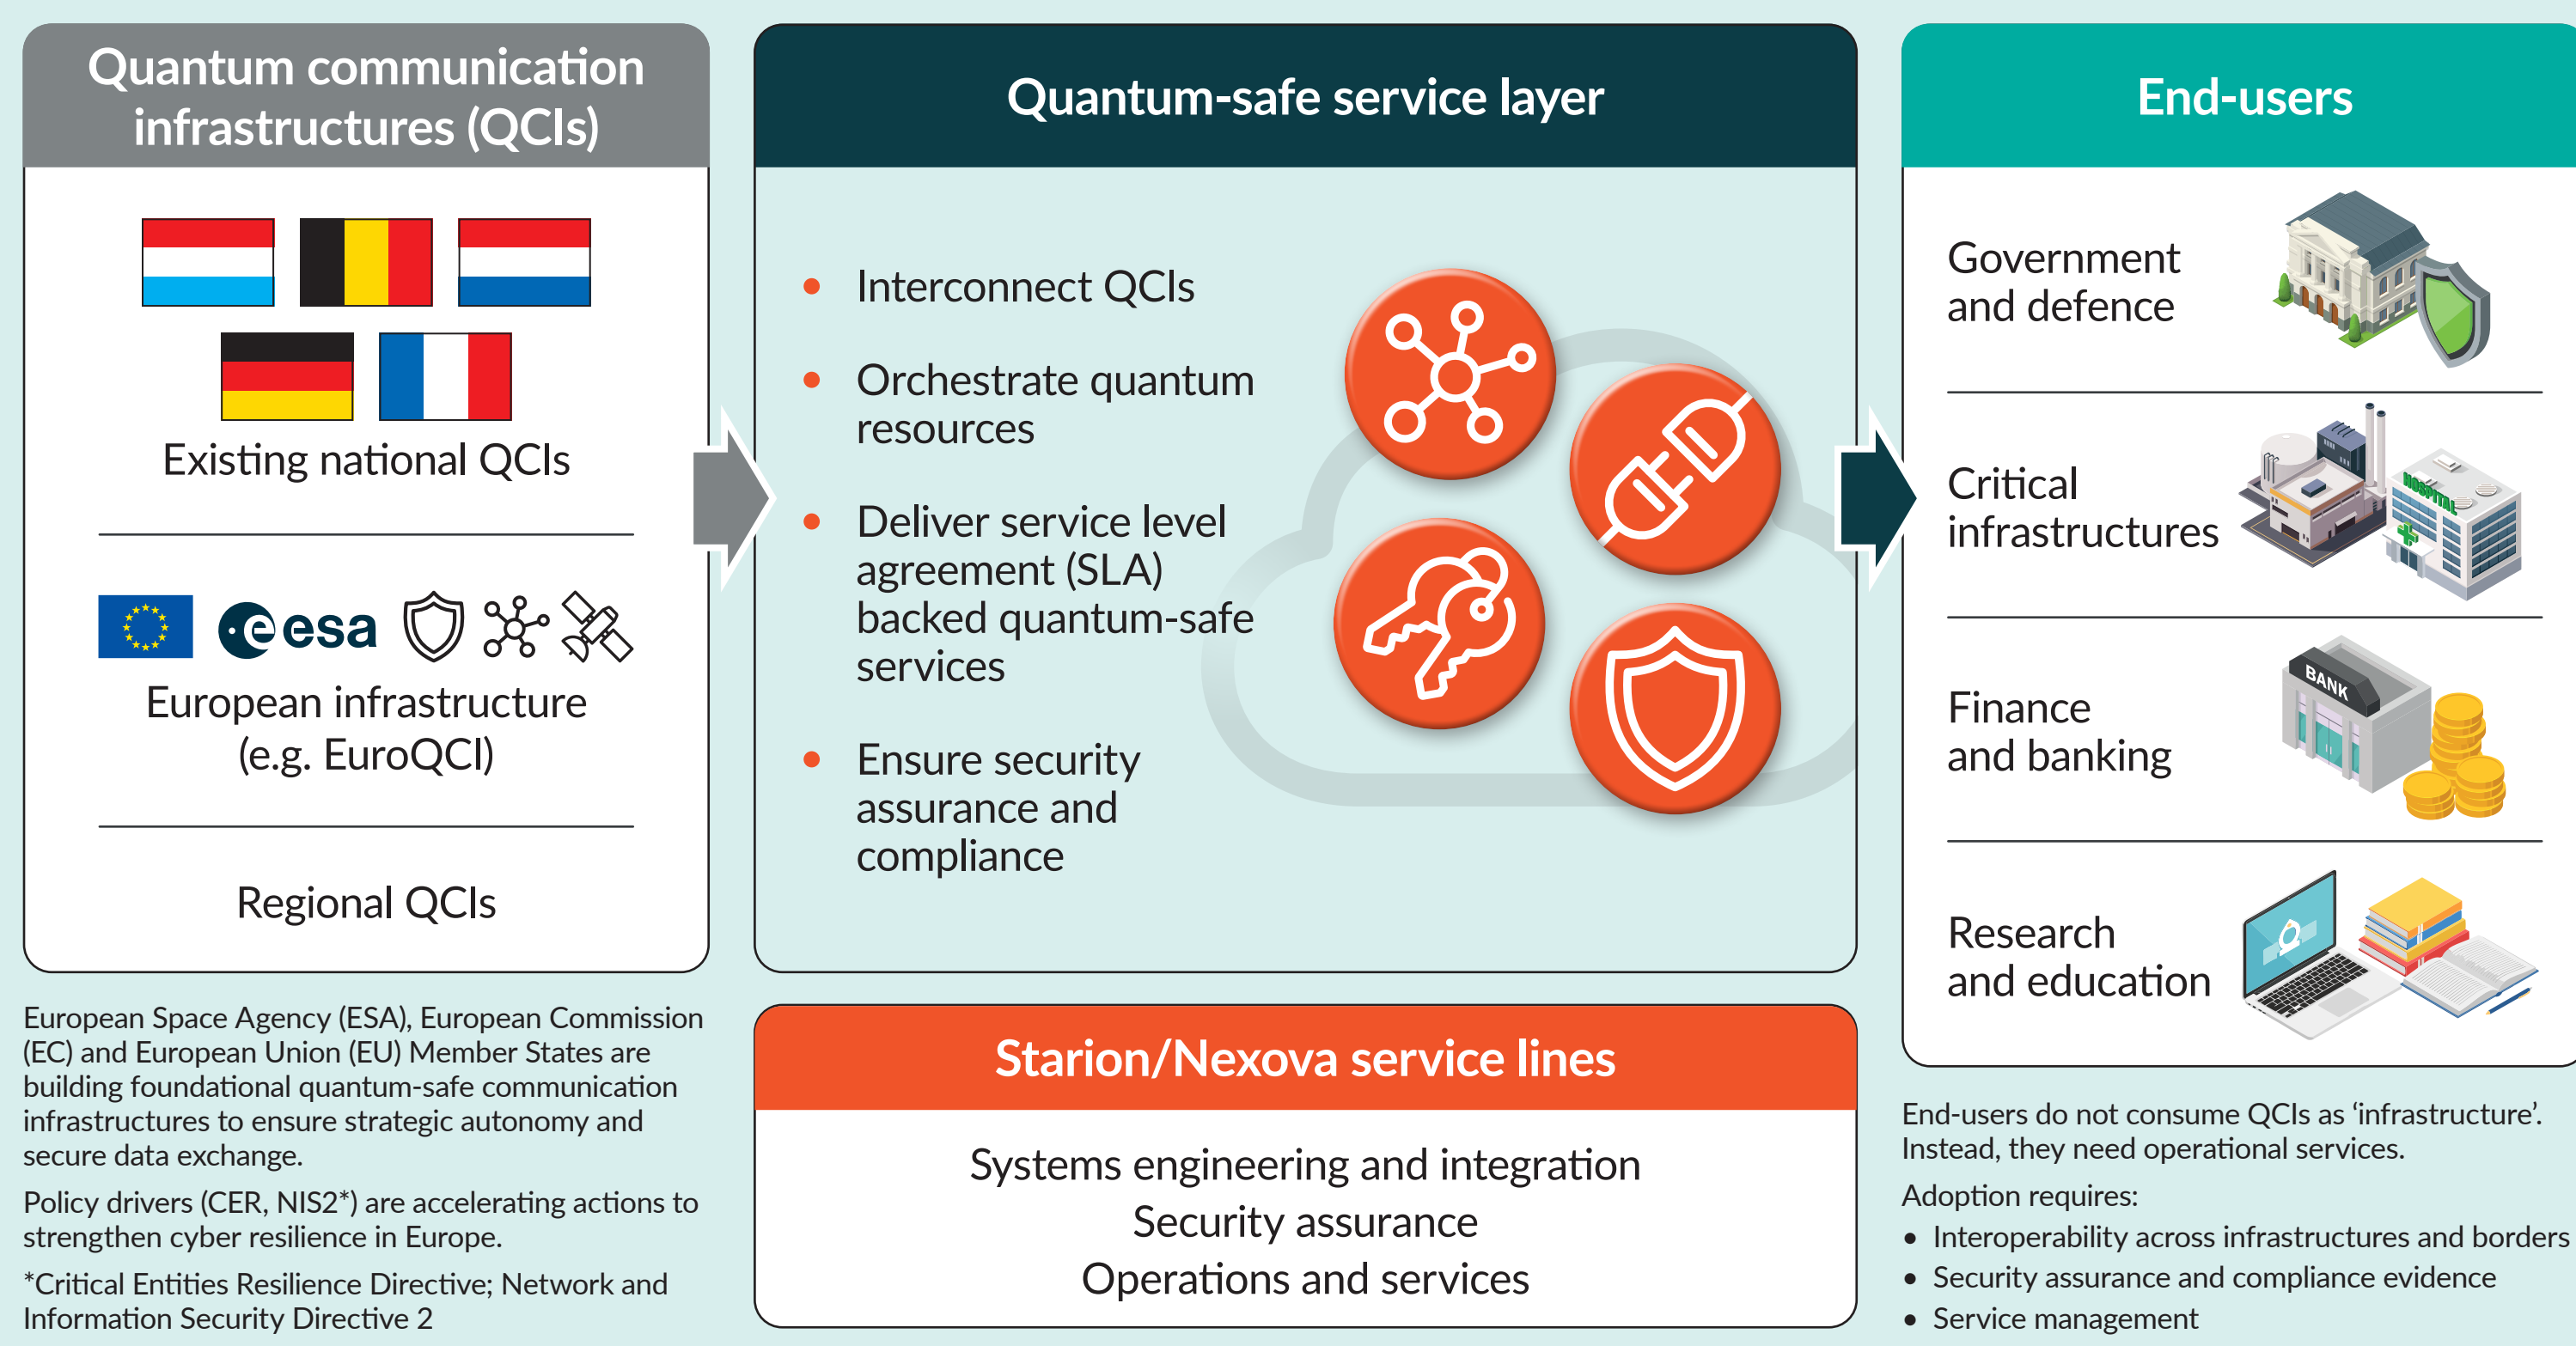 Quantum communication
infrastructures (QCIs)
Existing national QCIs
esa
European infrastructure
(e.g. EuroQCI)
Regional QCIs
European Space Agency (ESA), European Commission
(EC) and European Union (EU) Member States are
building foundational quantum-safe communication
infrastructures to ensure strategic autonomy and
secure data exchange.
Policy drivers (CER, NIS2*) are accelerating actions to
strengthen cyber resilience in Europe.
*Critical Entities Resilience Directive; Network and
Information Security Directive 2
Quantum-safe service layer
• Interconnect QCIs
• Orchestrate quantum
resources
• Deliver service level
agreement (SLA)
backed quantum-safe
services
• Ensure security
assurance and
compliance
Starion/Nexova service lines
Systems engineering and integration
Security assurance
Operations and services
End-users
Government
and defence
Critical
infrastructures
HOSPITAL
Finance
and banking
BANK
Research
and education
End-users do not consume QCIs as ‘infrastructure’.
Instead, they need operational services.
Adoption requires:
• Interoperability across infrastructures and borders
• Security assurance and compliance evidence
• Service management